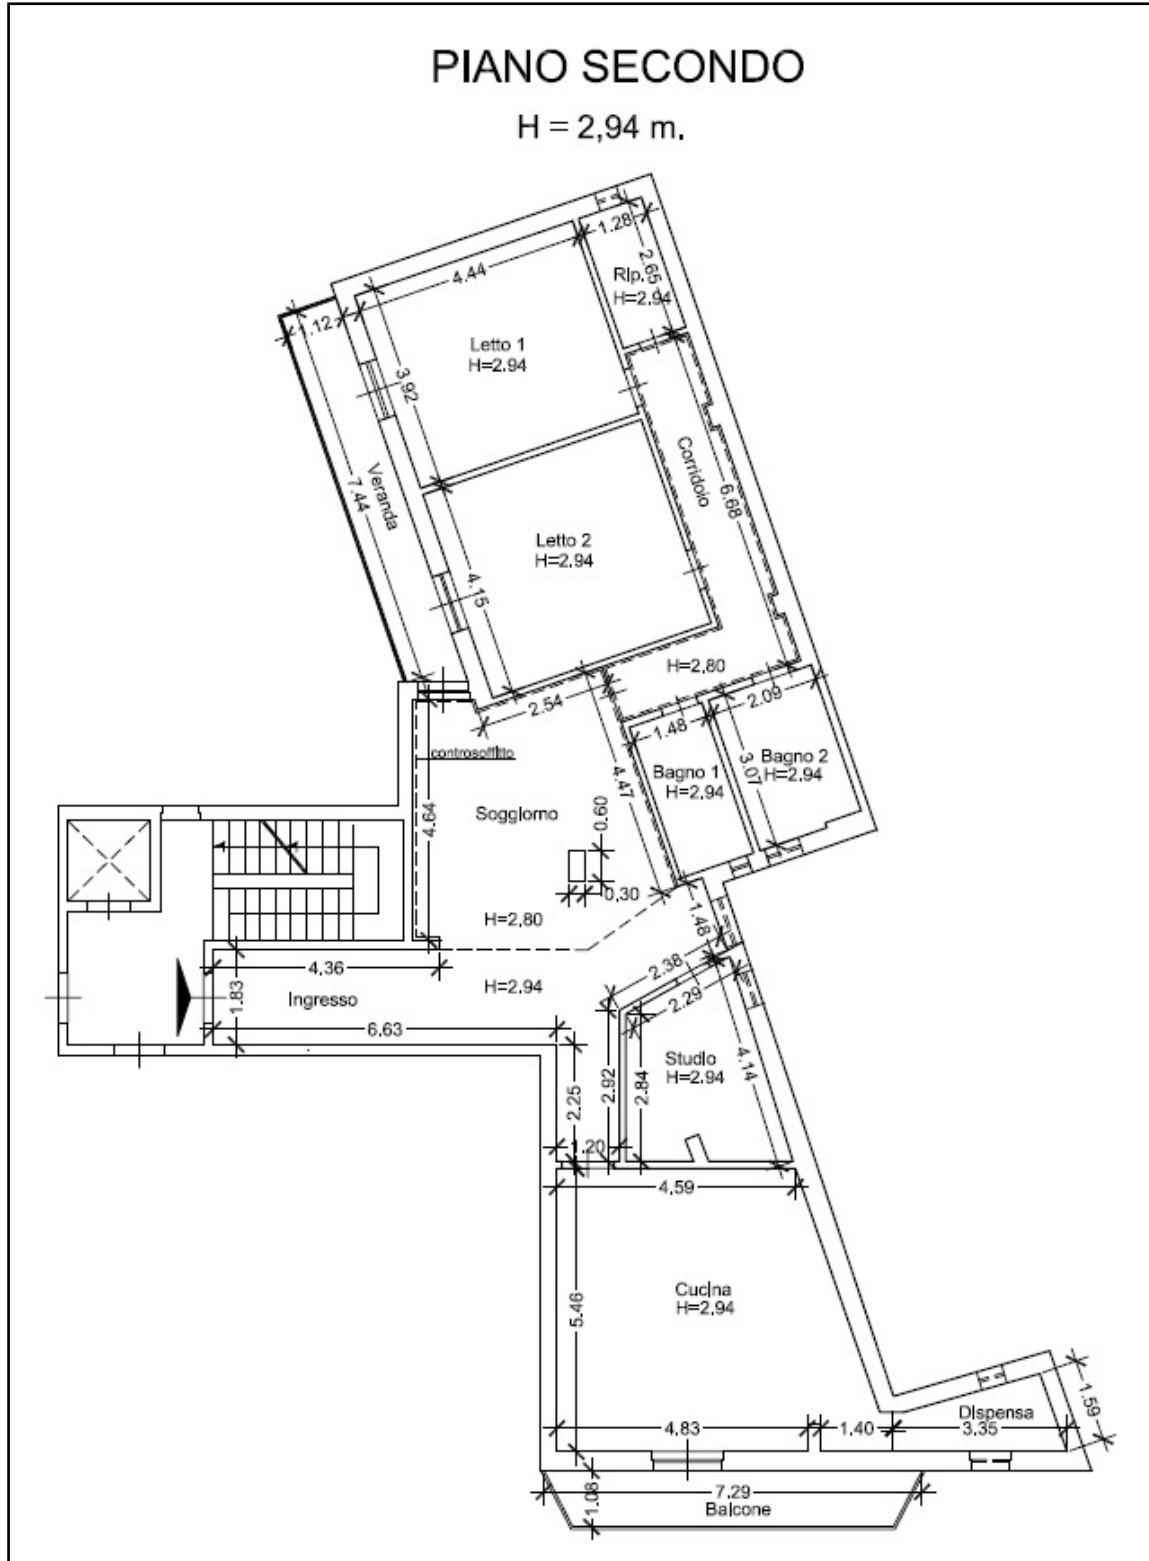 PIANO SECONDO
H = 2,94 m.
1.28
2.65
Rip.
H=2.94
4.44
1.12
Letto 1
H=2.94
3.92
Corridoio
6.68
Veranda
7.44
Letto 2
H=2.94
4.15
H=2.80
2.54
2.09
1.48
controsoffitto
Bagno 1
H=2.94
3.07
Bagno 2
H=2.94
4.47
4.64
Soggiorno
0.60
0.30
H=2.80
1.48
4.36
Ingresso
H=2.94
1.83
6.63
2.38
2.29
Studio
H=2.94
4.14
2.25
2.92
2.84
1.20
4.59
Cucina
H=2.94
5.46
4.83
1.40
Dispensa
3.35
1.59
7.29
Balcone
1.08